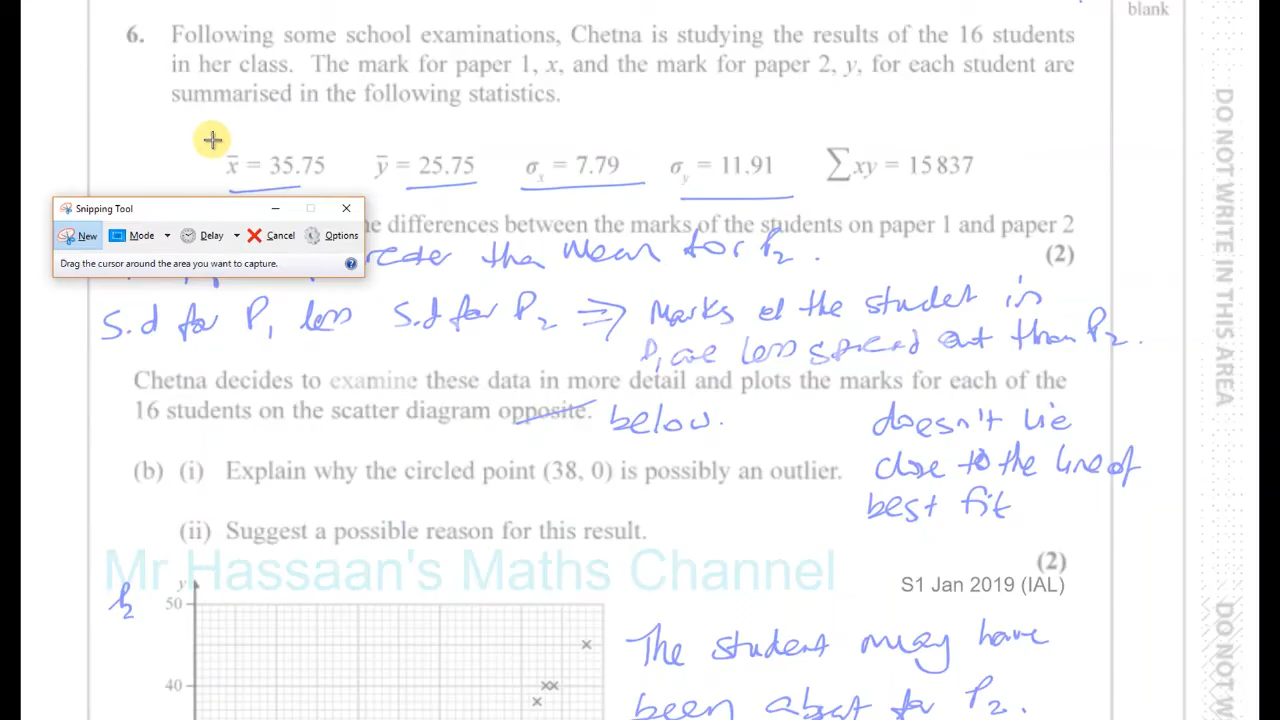 blank
6. Following some school examinations, Chetna is studying the results of the 16 students
in her class. The mark for paper 1, x, and the mark for paper 2, y, for each student are
summarised in the following statistics.
x̄ = 35.75 ȳ = 25.75 σx = 7.79 σy = 11.91 ∑xy = 15 837
Snipping Tool
New Mode Delay Cancel Options
Drag the cursor around the area you want to capture.
e differences between the marks of the students on paper 1 and paper 2
(2)
than Mean for P2.
S.d for P1 less S.d for P2 ⇒ Marks of the student in
P1 are less spread out than P2.
Chetna decides to examine these data in more detail and plots the marks for each of the
16 students on the scatter diagram opposite. below.
(b) (i) Explain why the circled point (38, 0) is possibly an outlier.
doesn't lie
close to the line of
best fit
(ii) Suggest a possible reason for this result.
(2)
Mr Hassaan's Maths Channel
S1 Jan 2019 (IAL)
P2
y
50
40
The student may have
been absent for P2.
DO NOT WRITE IN THIS AREA
DO NOT W